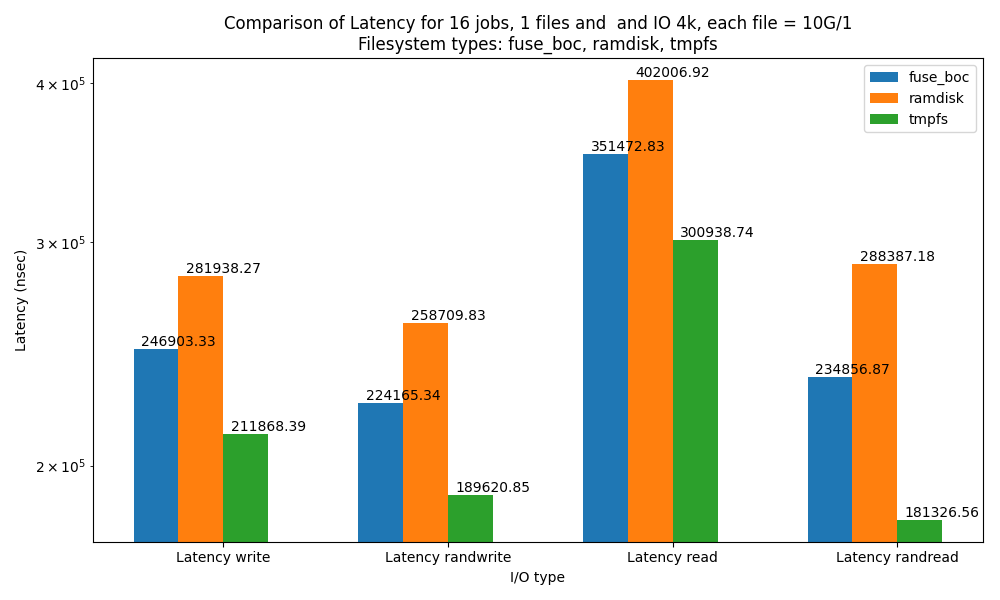 Comparison of Latency for 16 jobs, 1 files and  and IO 4k, each file = 10G/1
Filesystem types: fuse_boc, ramdisk, tmpfs
fuse_boc
ramdisk
tmpfs
Latency (nsec)
4 × 10⁵
3 × 10⁵
2 × 10⁵
246903.33
281938.27
211868.39
224165.34
258709.83
189620.85
351472.83
402006.92
300938.74
234856.87
288387.18
181326.56
Latency write
Latency randwrite
Latency read
Latency randread
I/O type